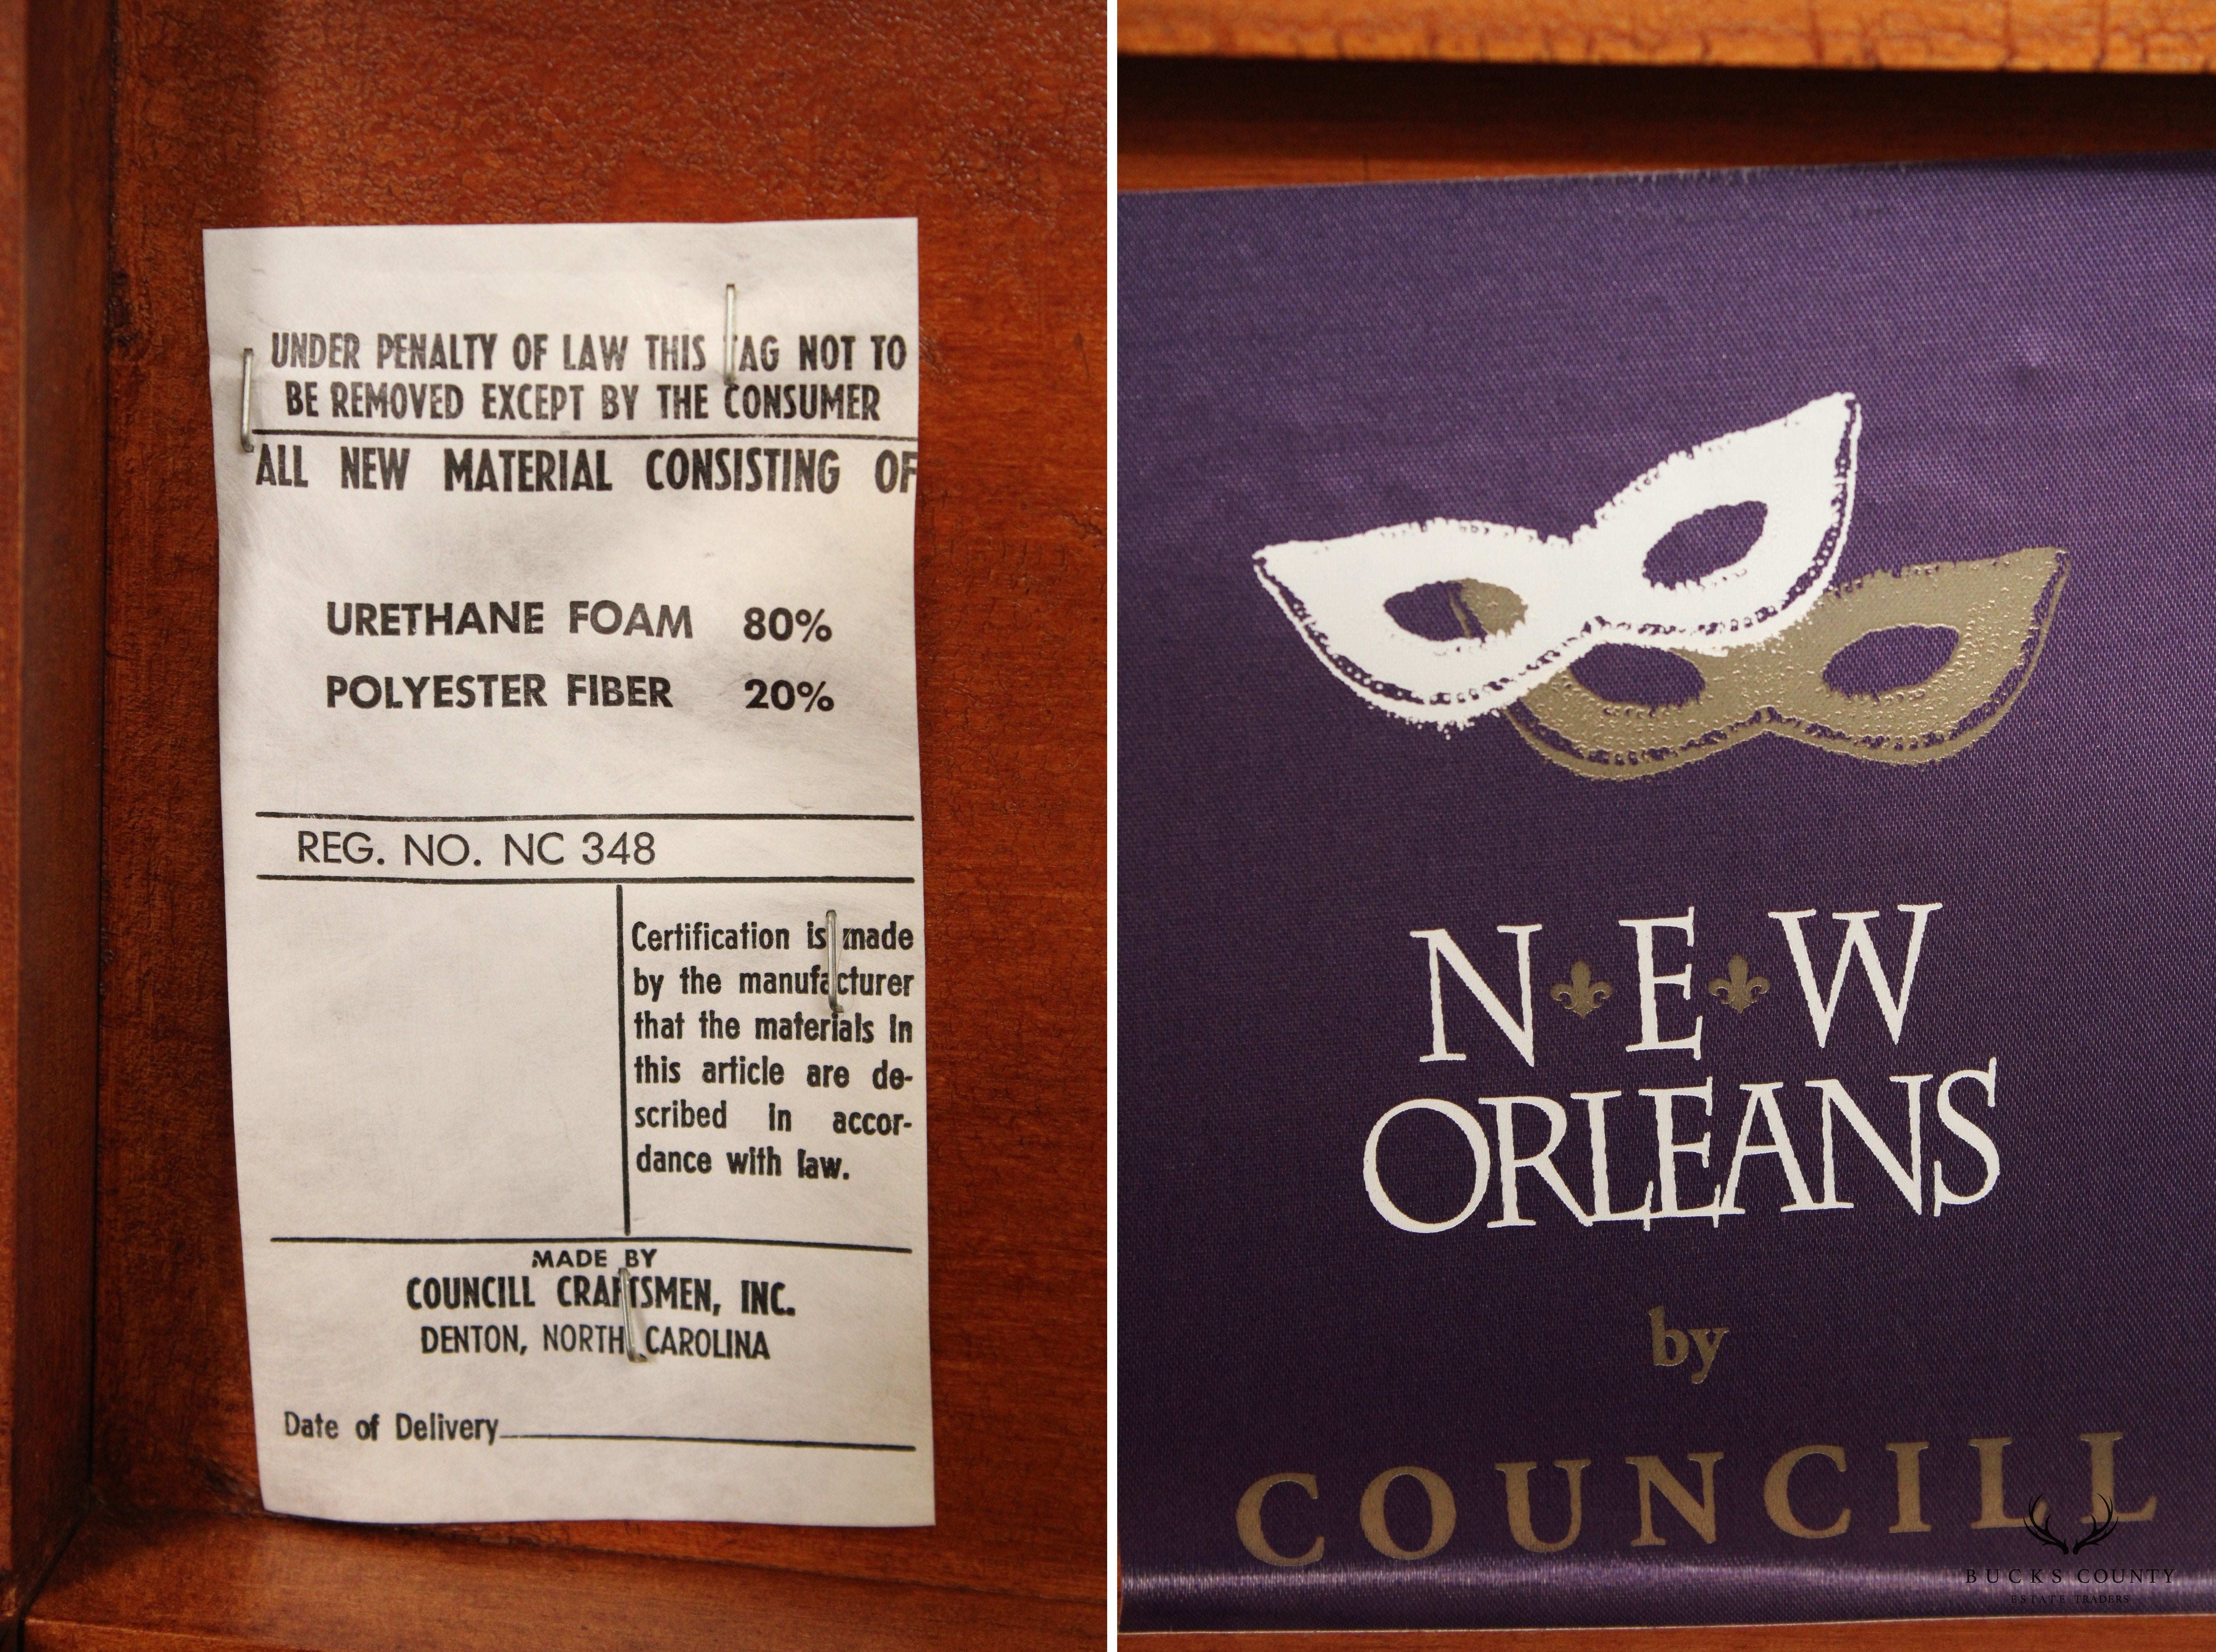 UNDER PENALTY OF LAW THIS TAG NOT TO
BE REMOVED EXCEPT BY THE CONSUMER
ALL NEW MATERIAL CONSISTING OF
URETHANE FOAM 80%
POLYESTER FIBER 20%
REG. NO. NC 348
Certification is made
by the manufacturer
that the materials in
this article are de-
scribed in accor-
dance with law.
MADE BY
COUNCILL CRAFTSMEN, INC.
DENTON, NORTH CAROLINA
Date of Delivery
NEW
ORLEANS
by
COUNCILL
BUCKS COUNTY
ESTATE TRADERS